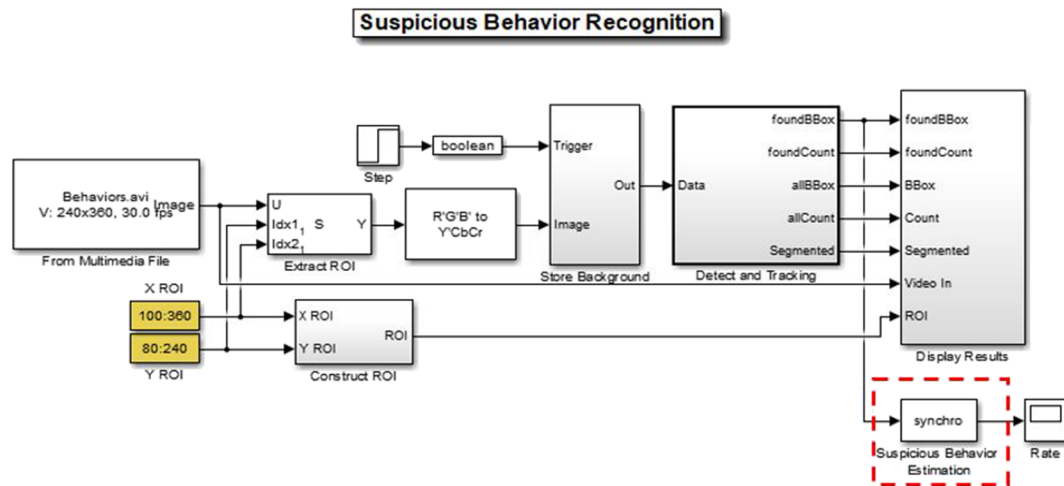 Suspicious Behavior Recognition
Behaviors.avi
V: 240x360, 30.0 fps
Image
From Multimedia File
X ROI
100:360
80:240
Y ROI
Step
boolean
U
Idx1 S
1
Idx2
1
Y
Extract ROI
R'G'B' to
Y'CbCr
X ROI
Y ROI
ROI
Construct ROI
Trigger
Image
Out
Store Background
Data
foundBBox
foundCount
allBBox
allCount
Segmented
Detect and Tracking
foundBBox
foundCount
BBox
Count
Segmented
Video In
ROI
Display Results
synchro
Suspicious Behavior
Estimation
Rate